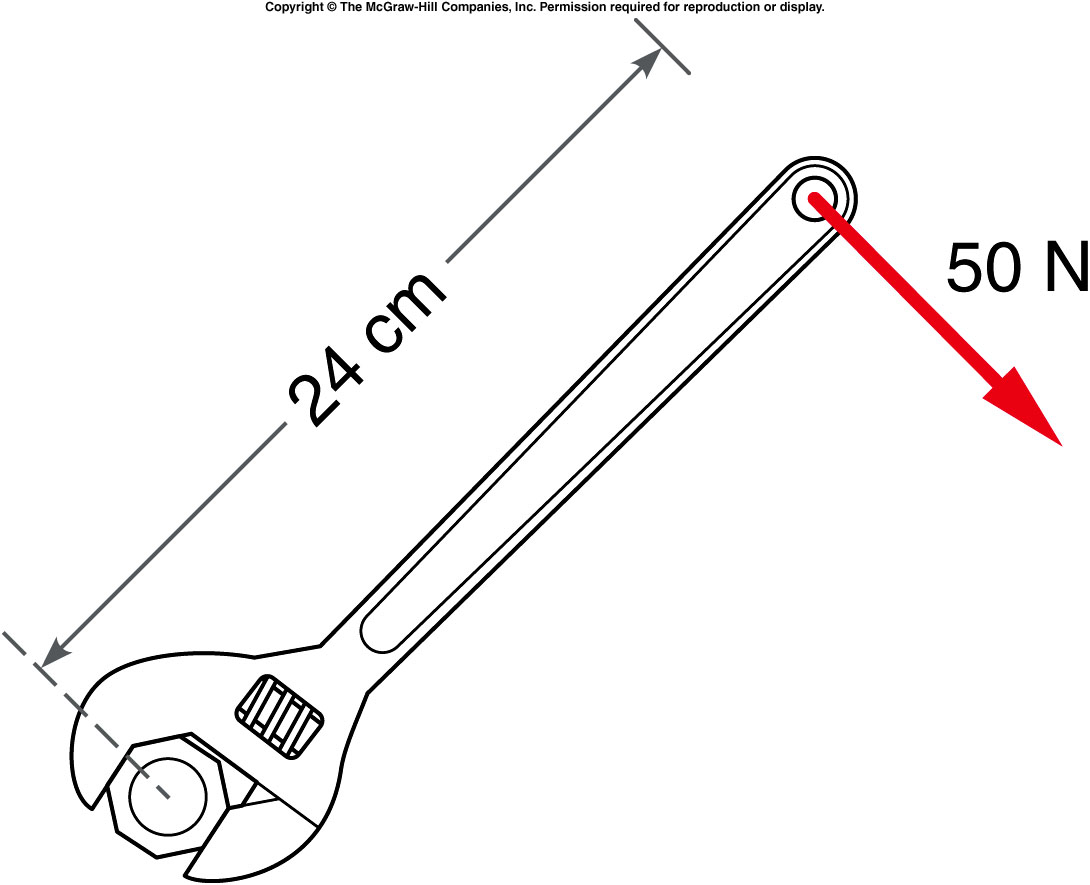 Copyright © The McGraw-Hill Companies, Inc. Permission required for reproduction or display.
50 N
24 cm